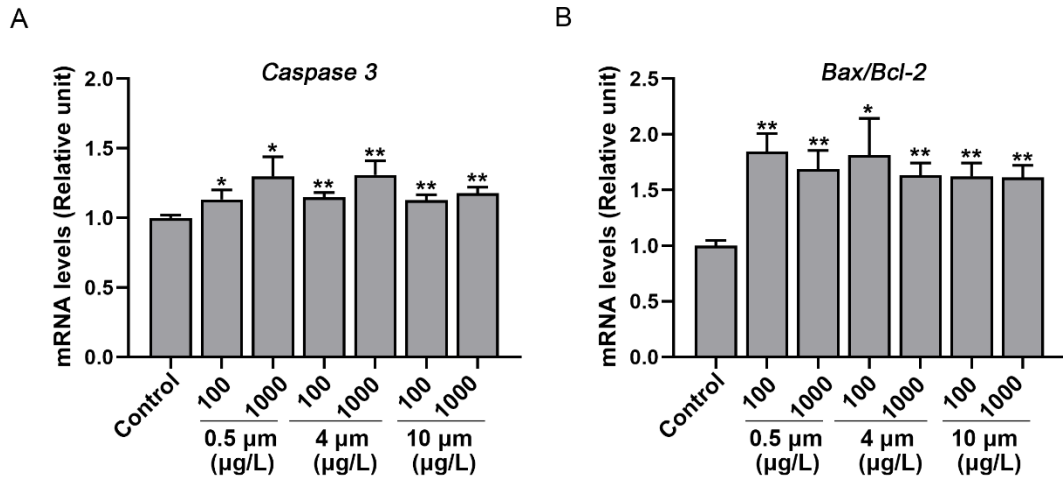 A
Caspase 3
mRNA levels (Relative unit)
2.0
1.5
1.0
0.5
0.0
*
*
**
**
**
**
Control
100
1000
100
1000
100
1000
0.5 μm
4 μm
10 μm
(μg/L)
(μg/L)
(μg/L)
B
Bax/Bcl-2
mRNA levels (Relative unit)
2.5
2.0
1.5
1.0
0.5
0.0
**
**
*
**
**
**
Control
100
1000
100
1000
100
1000
0.5 μm
4 μm
10 μm
(μg/L)
(μg/L)
(μg/L)